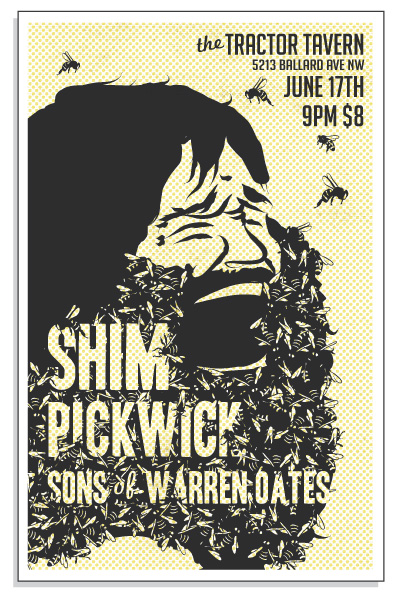 the TRACTOR TAVERN
5213 BALLARD AVE NW
JUNE 17TH
9PM $8
SHIM
PICKWICK
SONS of WARREN OATES